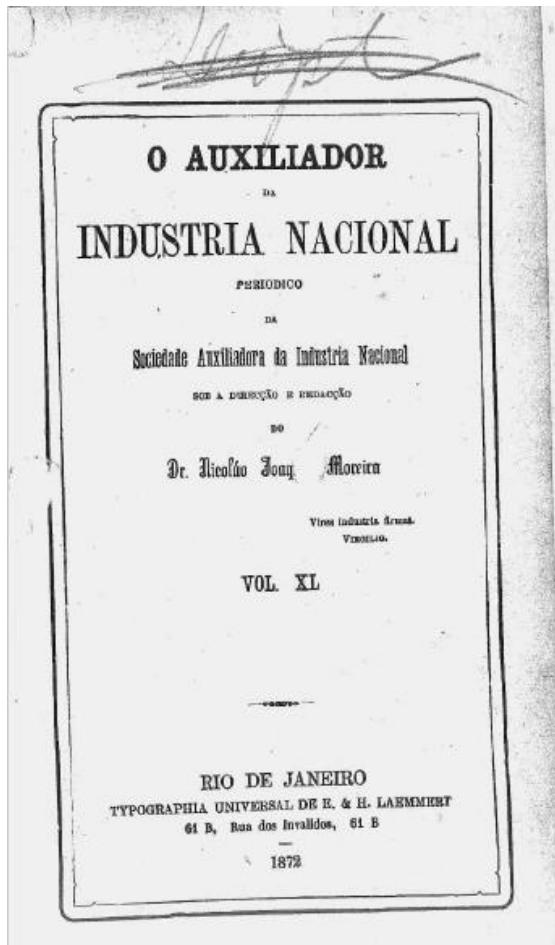 O AUXILIADOR
DA
INDUSTRIA NACIONAL
PERIODICO
DA
Sociedade Auxiliadora da Industria Nacional
SOB A DIRECÇÃO E REDACÇÃO
DO
Dr. Nicoláo Joaq Moreira
Vires industria firmat.
VIRGILIO.
VOL. XL
RIO DE JANEIRO
TYPOGRAPHIA UNIVERSAL DE E. & H. LAEMMERT
61 B, Rua dos Invalidos, 61 B
1872